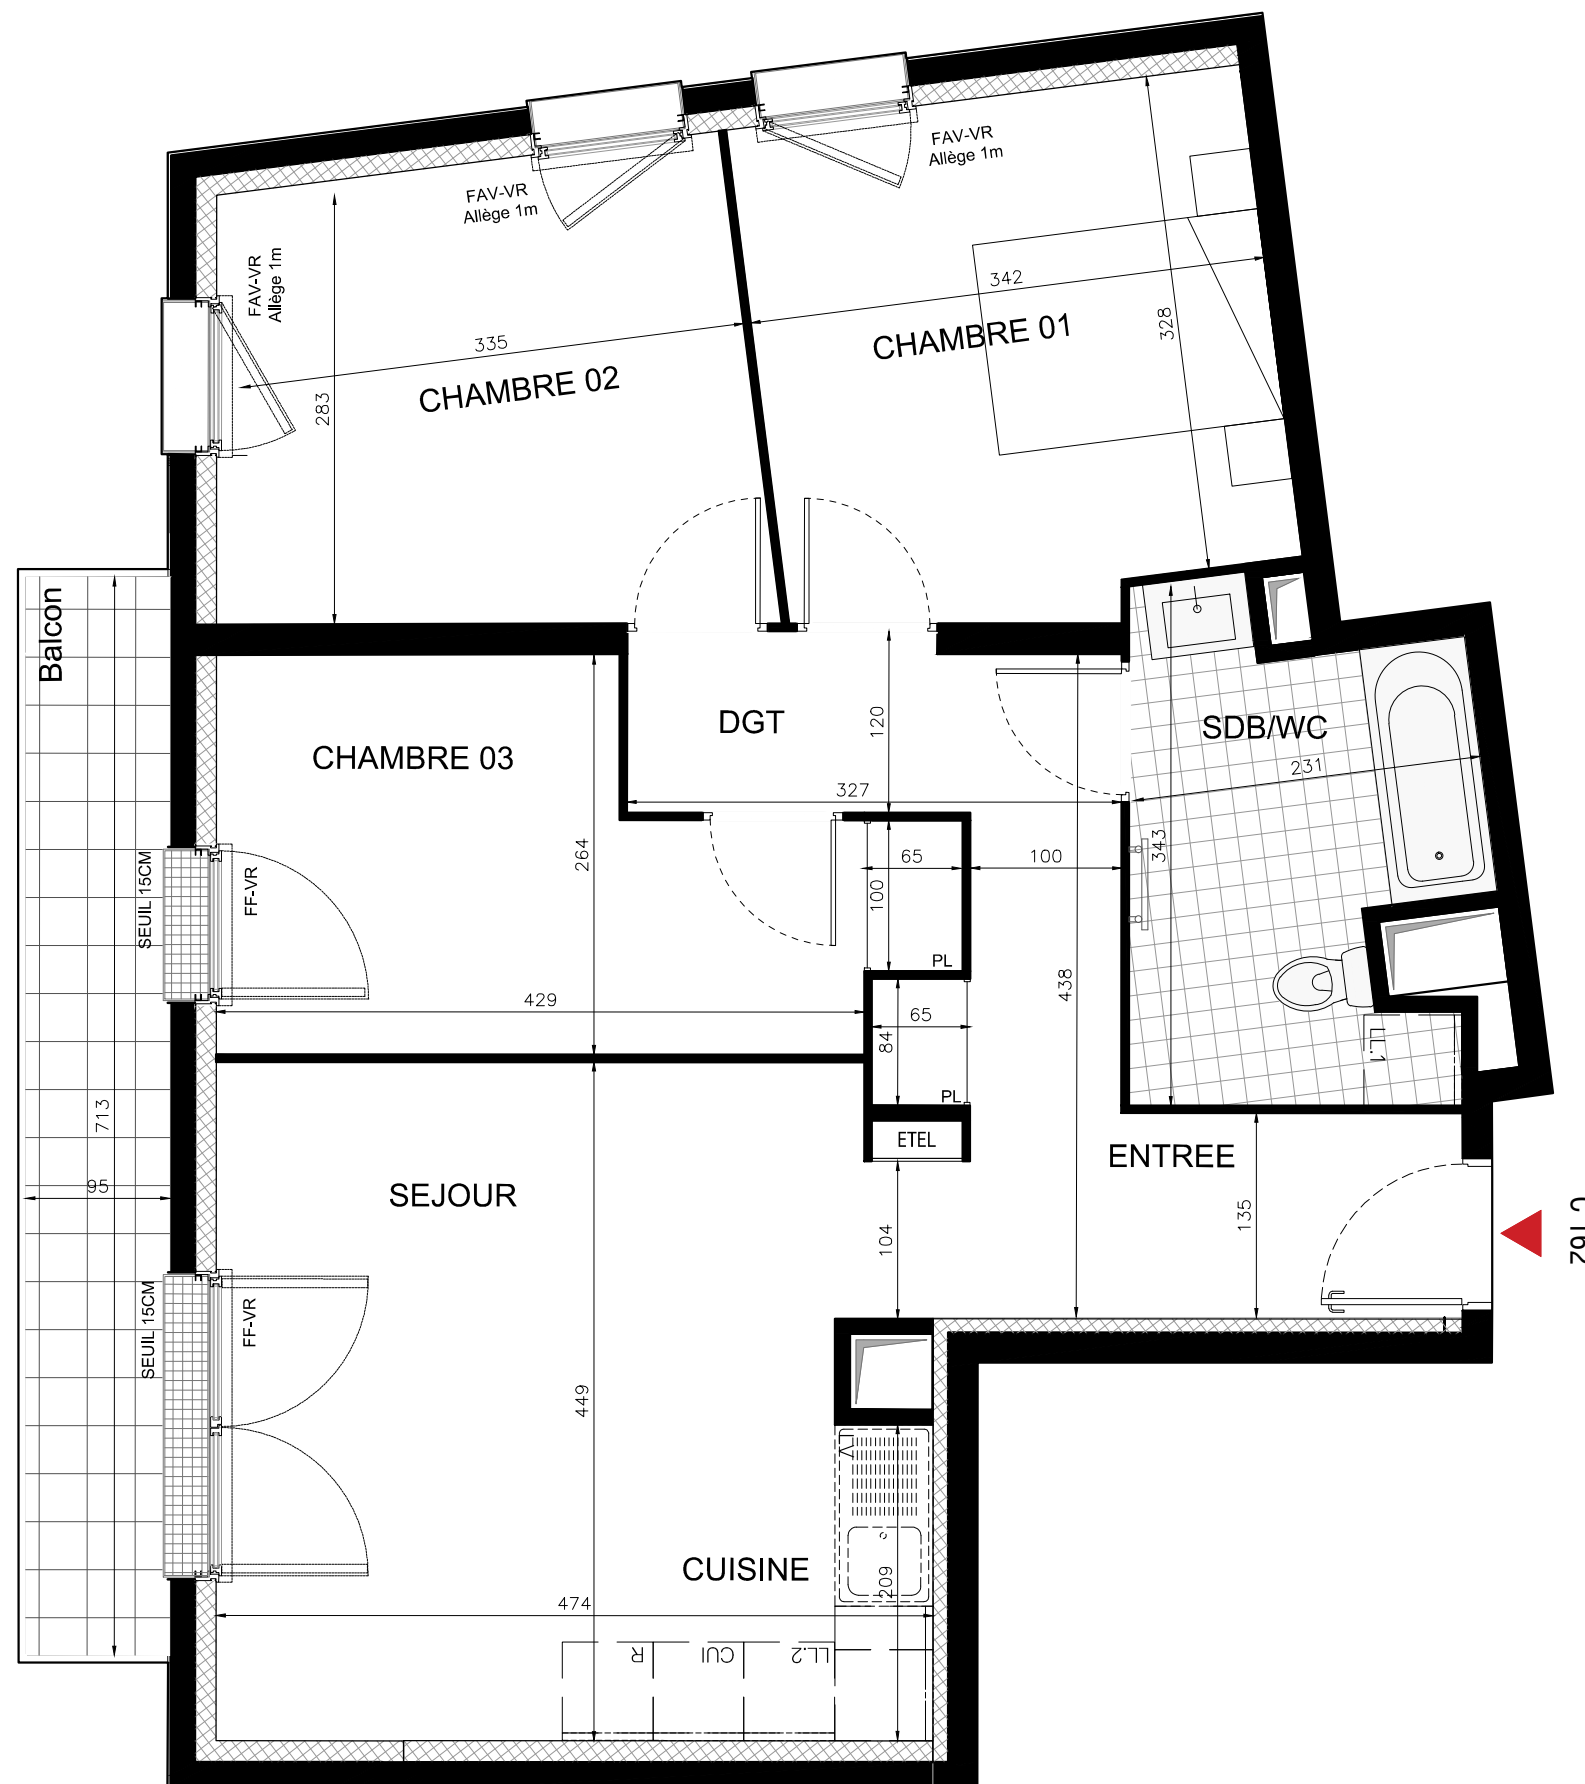 FAV-VR
Allège 1m
FAV-VR
Allège 1m
FAV-VR
Allège 1m
342
328
CHAMBRE 01
335
CHAMBRE 02
283
Balcon
DGT
120
SDB/WC
231
CHAMBRE 03
327
343
264
65
100
100
SEUIL 15CM
FF-VR
PL
438
429
65
84
LL.1
PL
713
ETEL
ENTREE
95
SEJOUR
104
135
SEUIL 15CM
FF-VR
449
LV
CUISINE
209
474
R
CUI
LL.2